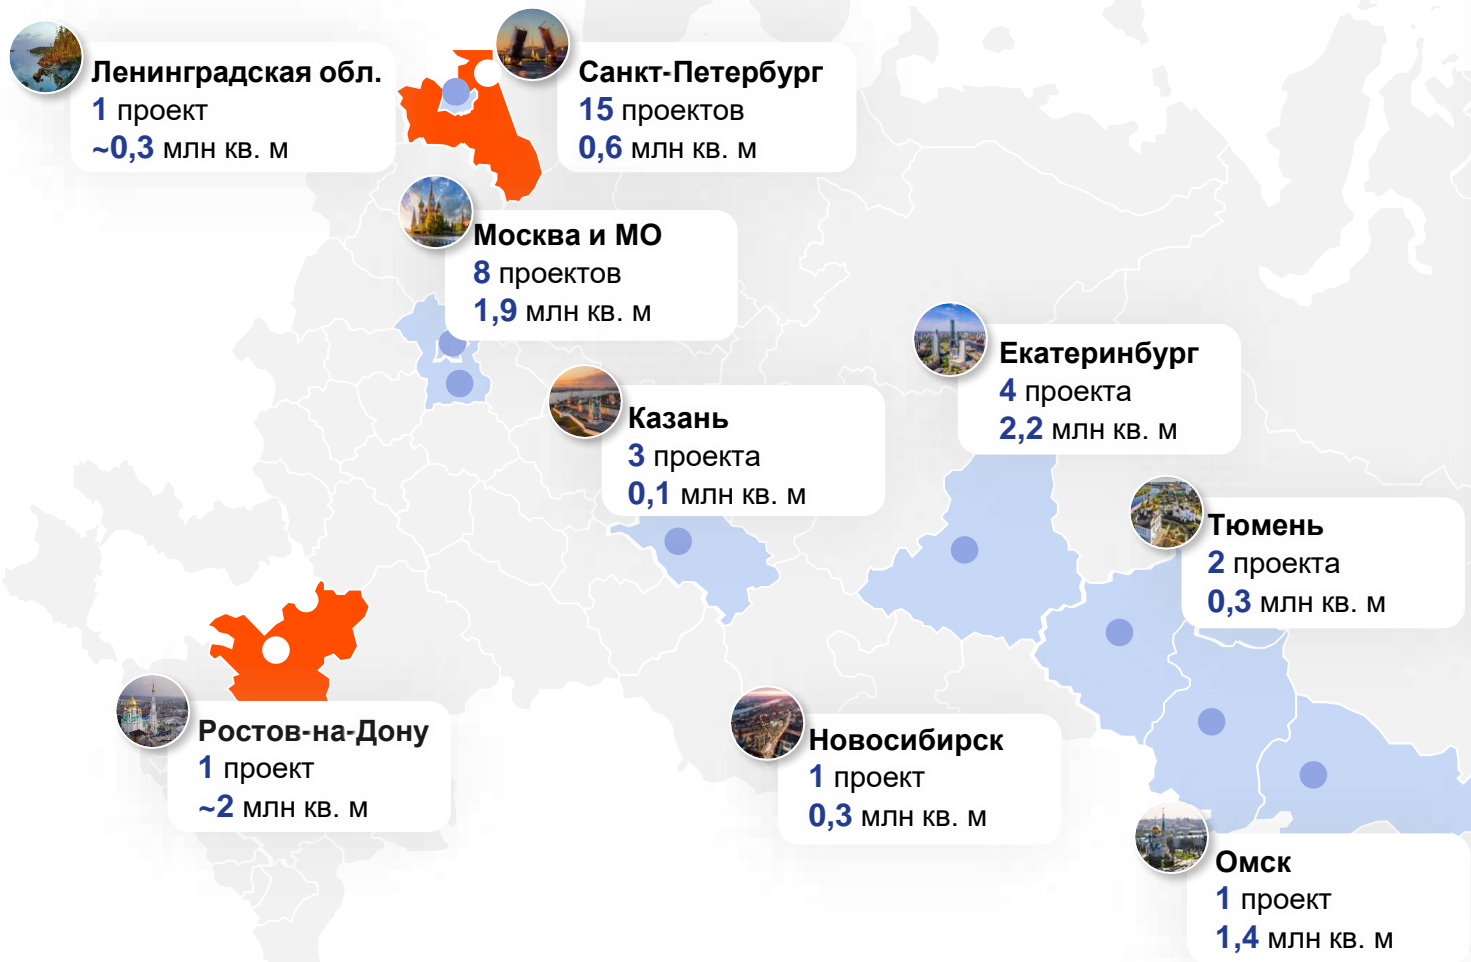 Ленинградская обл.
1 проект
~0,3 млн кв. м
Санкт-Петербург
15 проектов
0,6 млн кв. м
Москва и МО
8 проектов
1,9 млн кв. м
Екатеринбург
4 проекта
2,2 млн кв. м
Казань
3 проекта
0,1 млн кв. м
Тюмень
2 проекта
0,3 млн кв. м
Ростов-на-Дону
1 проект
~2 млн кв. м
Новосибирск
1 проект
0,3 млн кв. м
Омск
1 проект
1,4 млн кв. м